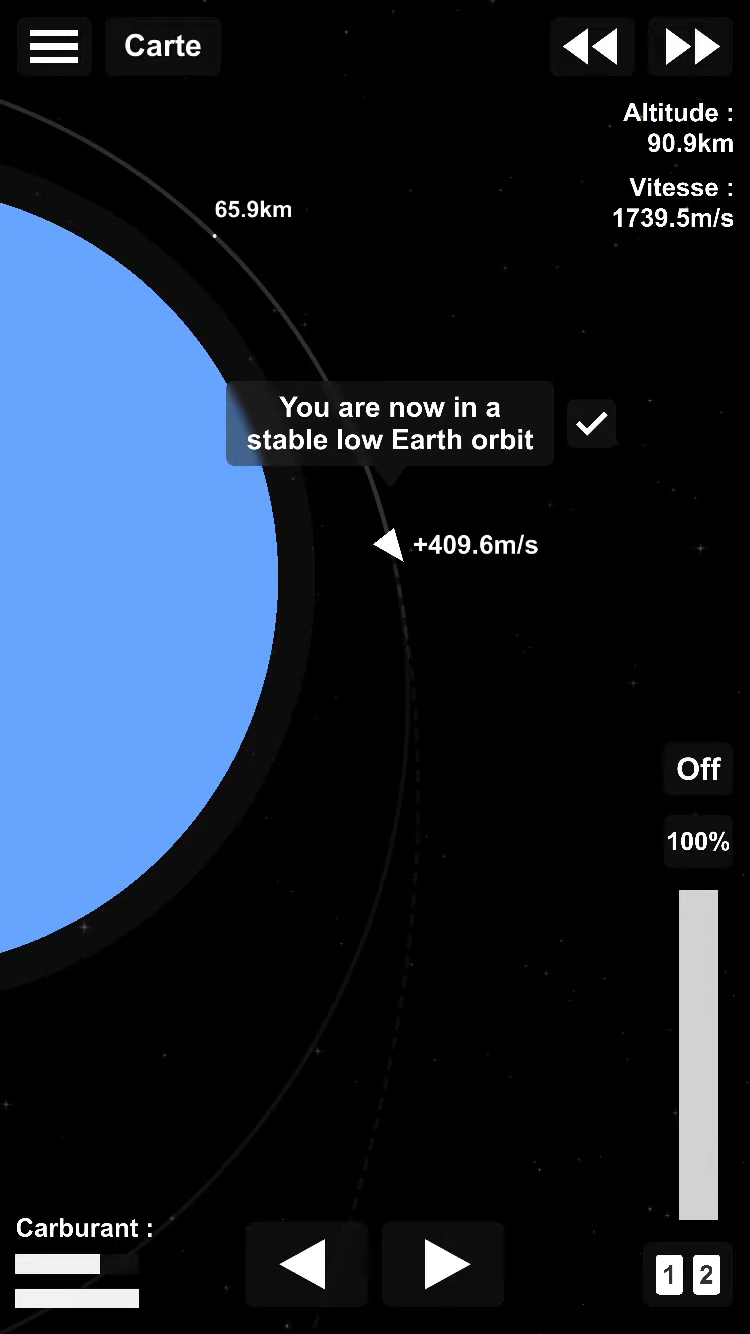 Carte
Altitude :
90.9km
Vitesse :
1739.5m/s
65.9km
You are now in a
stable low Earth orbit
+409.6m/s
Off
100%
Carburant :
1 2